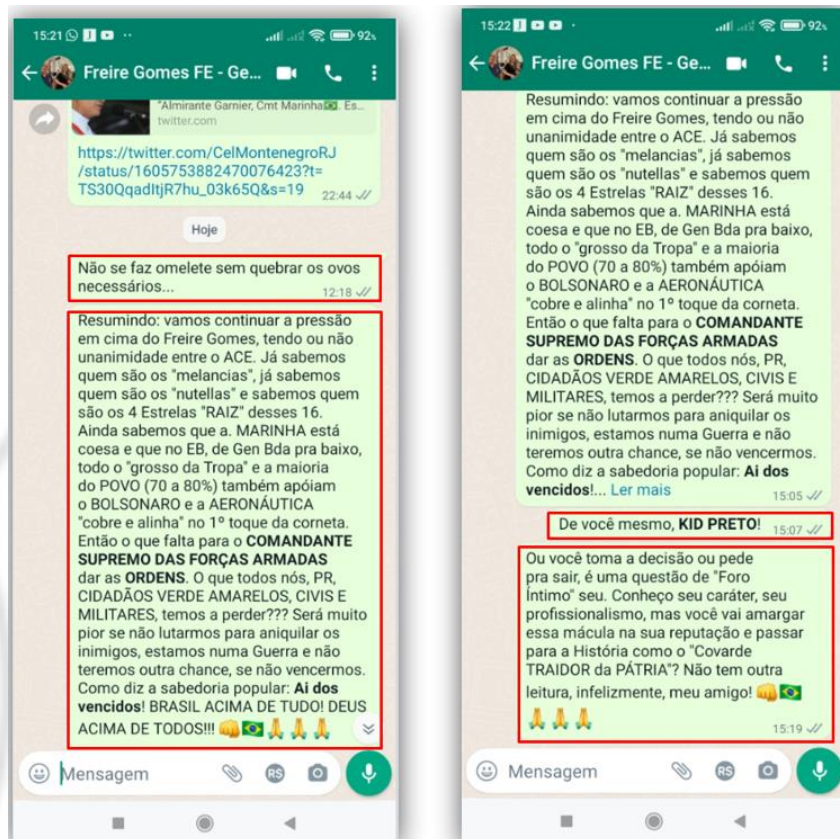 15:21 92%
Freire Gomes FE - Ge...
"Almirante Garnier, Cmt Marinha🇧🇷. Es...
twitter.com
https://twitter.com/CelMontenegroRJ
/status/1605753882470076423?t=
TS30QqadItjR7hu_03k65Q&s=19 22:44
Hoje
Não se faz omelete sem quebrar os ovos
necessários... 12:18
Resumindo: vamos continuar a pressão
em cima do Freire Gomes, tendo ou não
unanimidade entre o ACE. Já sabemos
quem são os "melancias", já sabemos
quem são os "nutellas" e sabemos quem
são os 4 Estrelas "RAIZ" desses 16.
Ainda sabemos que a. MARINHA está
coesa e que no EB, de Gen Bda pra baixo,
todo o "grosso da Tropa" e a maioria
do POVO (70 a 80%) também apóiam
o BOLSONARO e a AERONÁUTICA
"cobre e alinha" no 1º toque da corneta.
Então o que falta para o COMANDANTE
SUPREMO DAS FORÇAS ARMADAS
dar as ORDENS. O que todos nós, PR,
CIDADÃOS VERDE AMARELOS, CIVIS E
MILITARES, temos a perder??? Será muito
pior se não lutarmos para aniquilar os
inimigos, estamos numa Guerra e não
teremos outra chance, se não vencermos.
Como diz a sabedoria popular: Ai dos
vencidos! BRASIL ACIMA DE TUDO! DEUS
ACIMA DE TODOS!!! 👊🇧🇷🙏🙏🙏
Mensagem
R$
15:22 92%
Freire Gomes FE - Ge...
Resumindo: vamos continuar a pressão
em cima do Freire Gomes, tendo ou não
unanimidade entre o ACE. Já sabemos
quem são os "melancias", já sabemos
quem são os "nutellas" e sabemos quem
são os 4 Estrelas "RAIZ" desses 16.
Ainda sabemos que a. MARINHA está
coesa e que no EB, de Gen Bda pra baixo,
todo o "grosso da Tropa" e a maioria
do POVO (70 a 80%) também apóiam
o BOLSONARO e a AERONÁUTICA
"cobre e alinha" no 1º toque da corneta.
Então o que falta para o COMANDANTE
SUPREMO DAS FORÇAS ARMADAS
dar as ORDENS. O que todos nós, PR,
CIDADÃOS VERDE AMARELOS, CIVIS E
MILITARES, temos a perder??? Será muito
pior se não lutarmos para aniquilar os
inimigos, estamos numa Guerra e não
teremos outra chance, se não vencermos.
Como diz a sabedoria popular: Ai dos
vencidos!... Ler mais 15:05
De você mesmo, KID PRETO! 15:07
Ou você toma a decisão ou pede
pra sair, é uma questão de "Foro
Íntimo" seu. Conheço seu caráter, seu
profissionalismo, mas você vai amargar
essa mácula na sua reputação e passar
para a História como o "Covarde
TRAIDOR da PÁTRIA"? Não tem outra
leitura, infelizmente, meu amigo! 👊🇧🇷
🙏🙏🙏 15:19
Mensagem
R$